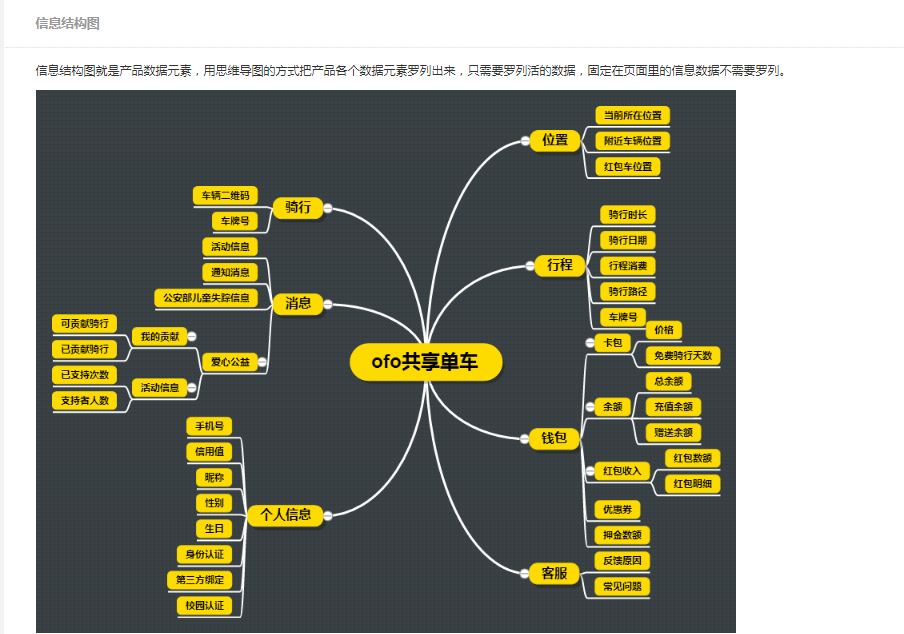 信息结构图
信息结构图就是产品数据元素，用思维导图的方式把产品各个数据元素罗列出来，只需要罗列活的数据，固定在页面里的信息数据不需要罗列。
ofo共享单车
位置
当前所在位置
附近车辆位置
红包车位置
行程
骑行时长
骑行日期
行程消费
骑行路径
车牌号
钱包
卡包
价格
免费骑行天数
余额
总余额
充值余额
赠送余额
红包收入
红包数额
红包明细
优惠券
押金数额
客服
反馈原因
常见问题
骑行
车辆二维码
车牌号
消息
活动信息
通知消息
公安部儿童失踪信息
爱心公益
我的贡献
可贡献骑行
已贡献骑行
活动信息
已支持次数
支持者人数
个人信息
手机号
信用值
昵称
性别
生日
身份认证
第三方绑定
校园认证